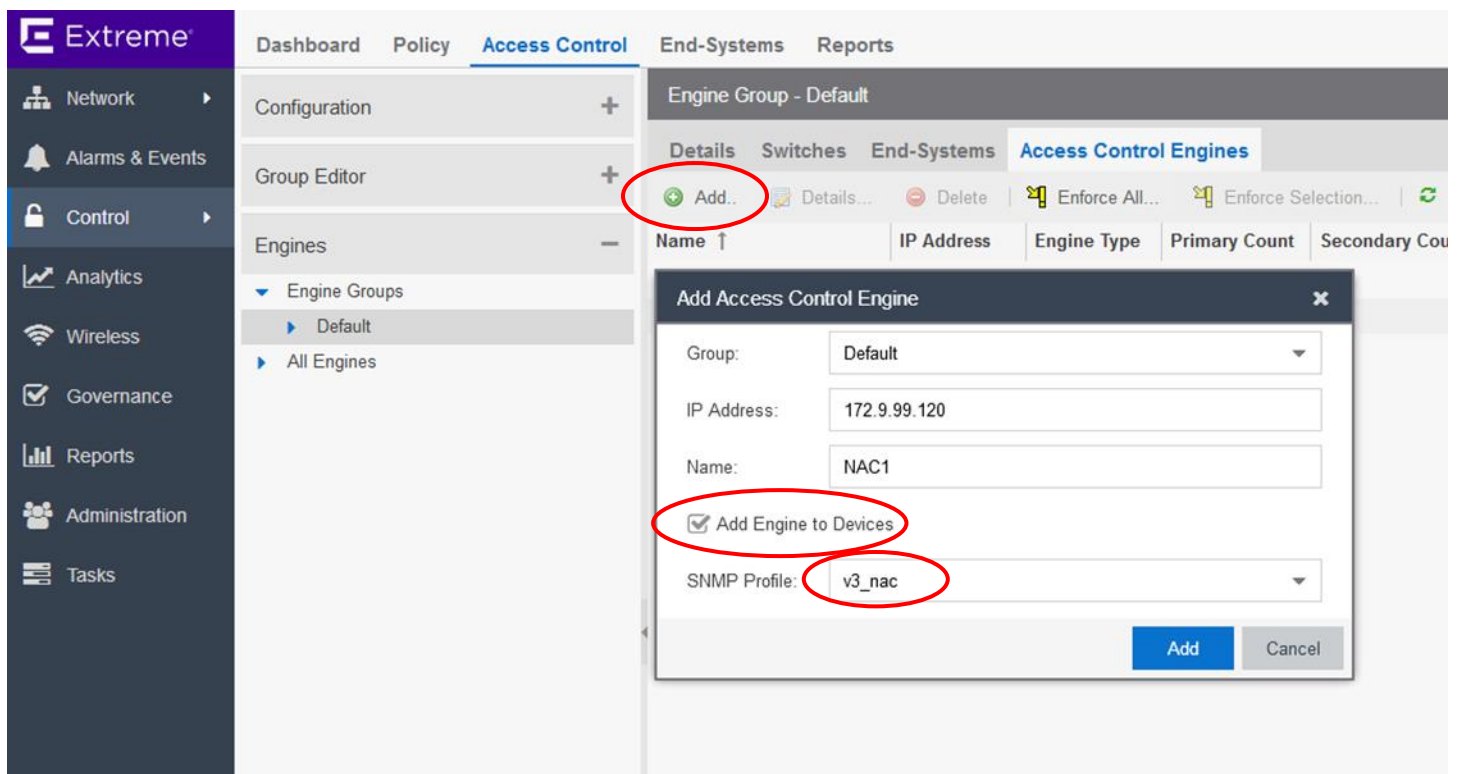 Extreme
Dashboard Policy Access Control End-Systems Reports
Network
Alarms & Events
Control
Analytics
Wireless
Governance
Reports
Administration
Tasks
Configuration
Group Editor
Engines
Engine Groups
Default
All Engines
Engine Group - Default
Details Switches End-Systems Access Control Engines
Add.. Details... Delete Enforce All... Enforce Selection...
Name ↑ IP Address Engine Type Primary Count Secondary Cou
Add Access Control Engine
Group: Default
IP Address: 172.9.99.120
Name: NAC1
Add Engine to Devices
SNMP Profile: v3_nac
Add Cancel